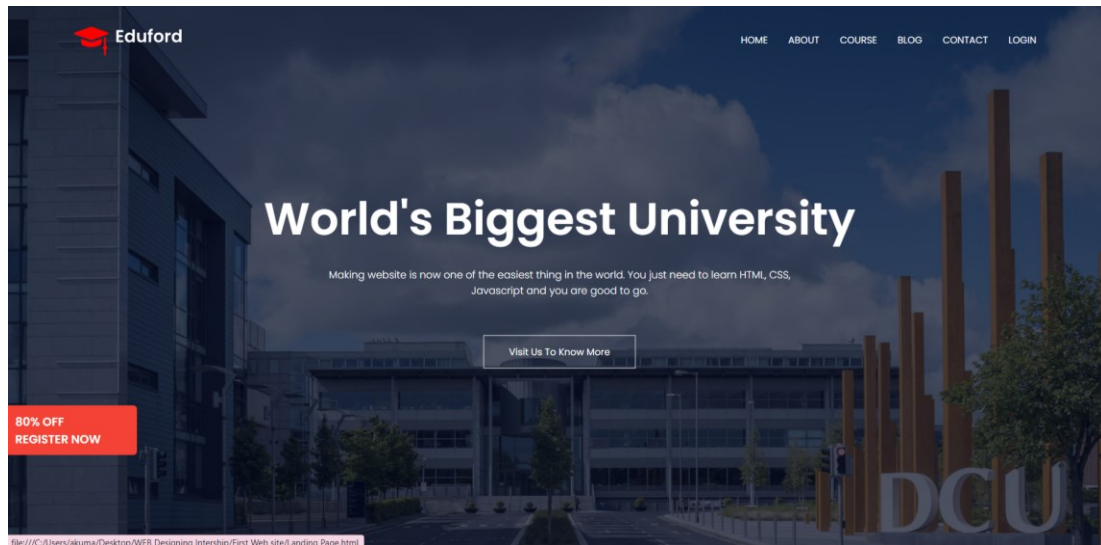 Eduford
HOME ABOUT COURSE BLOG CONTACT LOGIN
World's Biggest University
Making website is now one of the easiest thing in the world. You just need to learn HTML, CSS,
Javascript and you are good to go.
Visit Us To Know More
80% OFF
REGISTER NOW
DCU
file:///C:/Users/akuma/Desktop/WEB Designing Intership/First Web site/Landing Page.html